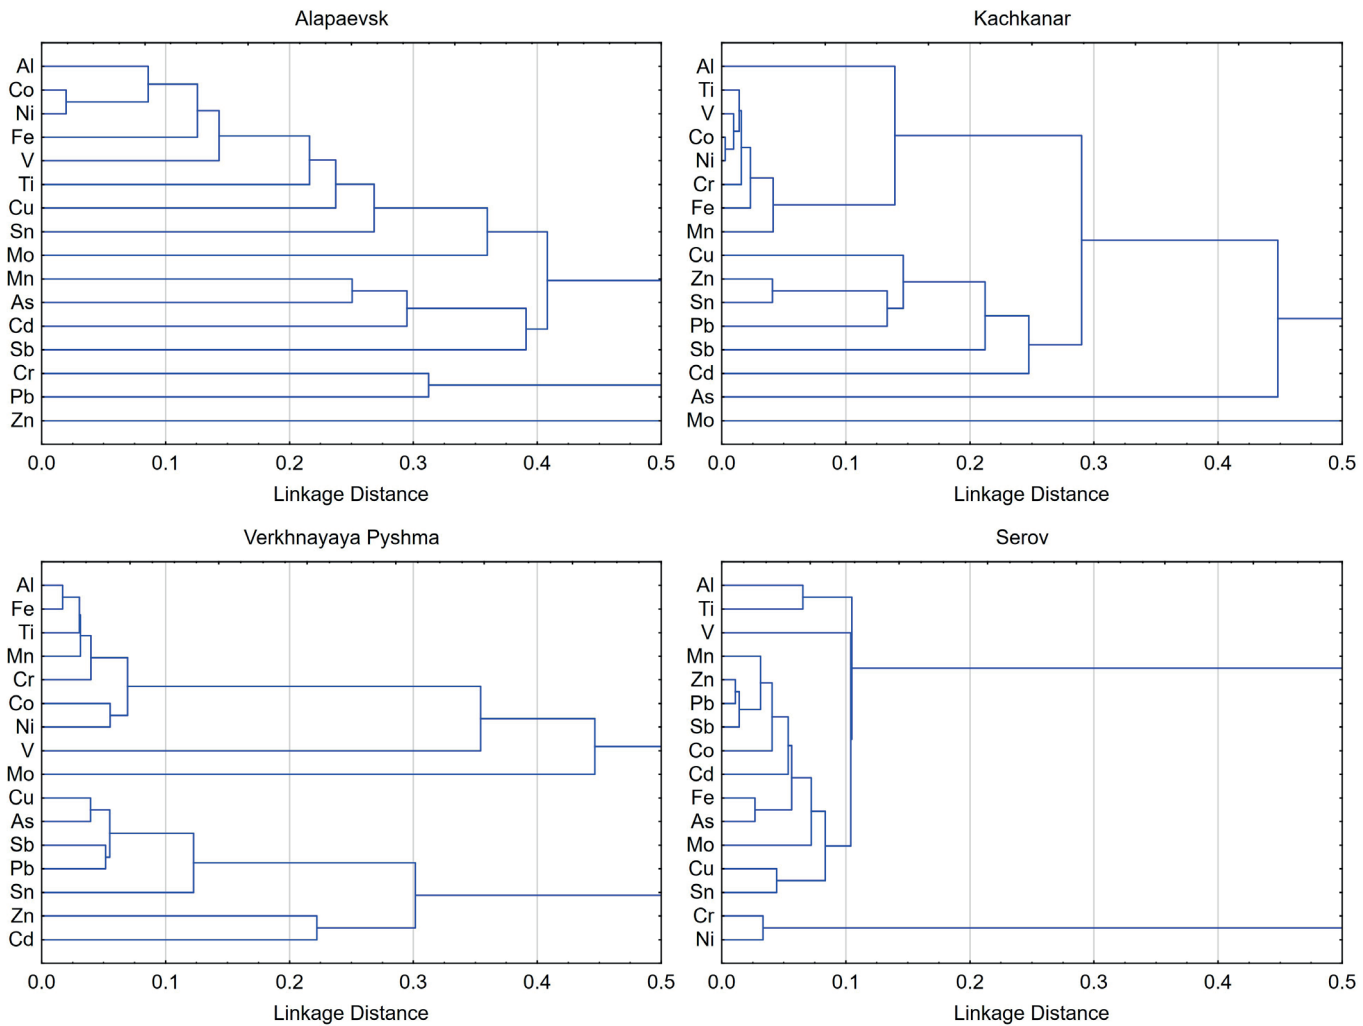 Alapaevsk
Al
Co
Ni
Fe
V
Ti
Cu
Sn
Mo
Mn
As
Cd
Sb
Cr
Pb
Zn
0.0 0.1 0.2 0.3 0.4 0.5
Linkage Distance
Kachkanar
Al
Ti
V
Co
Ni
Cr
Fe
Mn
Cu
Zn
Sn
Pb
Sb
Cd
As
Mo
0.0 0.1 0.2 0.3 0.4 0.5
Linkage Distance
Verkhnayaya Pyshma
Al
Fe
Ti
Mn
Cr
Co
Ni
V
Mo
Cu
As
Sb
Pb
Sn
Zn
Cd
0.0 0.1 0.2 0.3 0.4 0.5
Linkage Distance
Serov
Al
Ti
V
Mn
Zn
Pb
Sb
Co
Cd
Fe
As
Mo
Cu
Sn
Cr
Ni
0.0 0.1 0.2 0.3 0.4 0.5
Linkage Distance